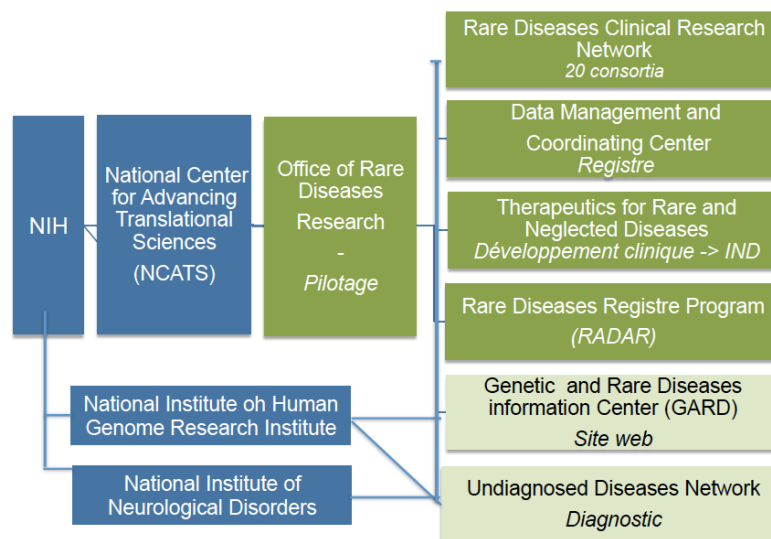 NIH
National Center
for Advancing
Translational
Sciences
(NCATS)
Office of Rare
Diseases
Research
-
Pilotage
Rare Diseases Clinical Research
Network
20 consortia
Data Management and
Coordinating Center
Registre
Therapeutics for Rare and
Neglected Diseases
Développement clinique -> IND
Rare Diseases Registre Program
(RADAR)
Genetic and Rare Diseases
information Center (GARD)
Site web
Undiagnosed Diseases Network
Diagnostic
National Institute oh Human
Genome Research Institute
National Institute of
Neurological Disorders